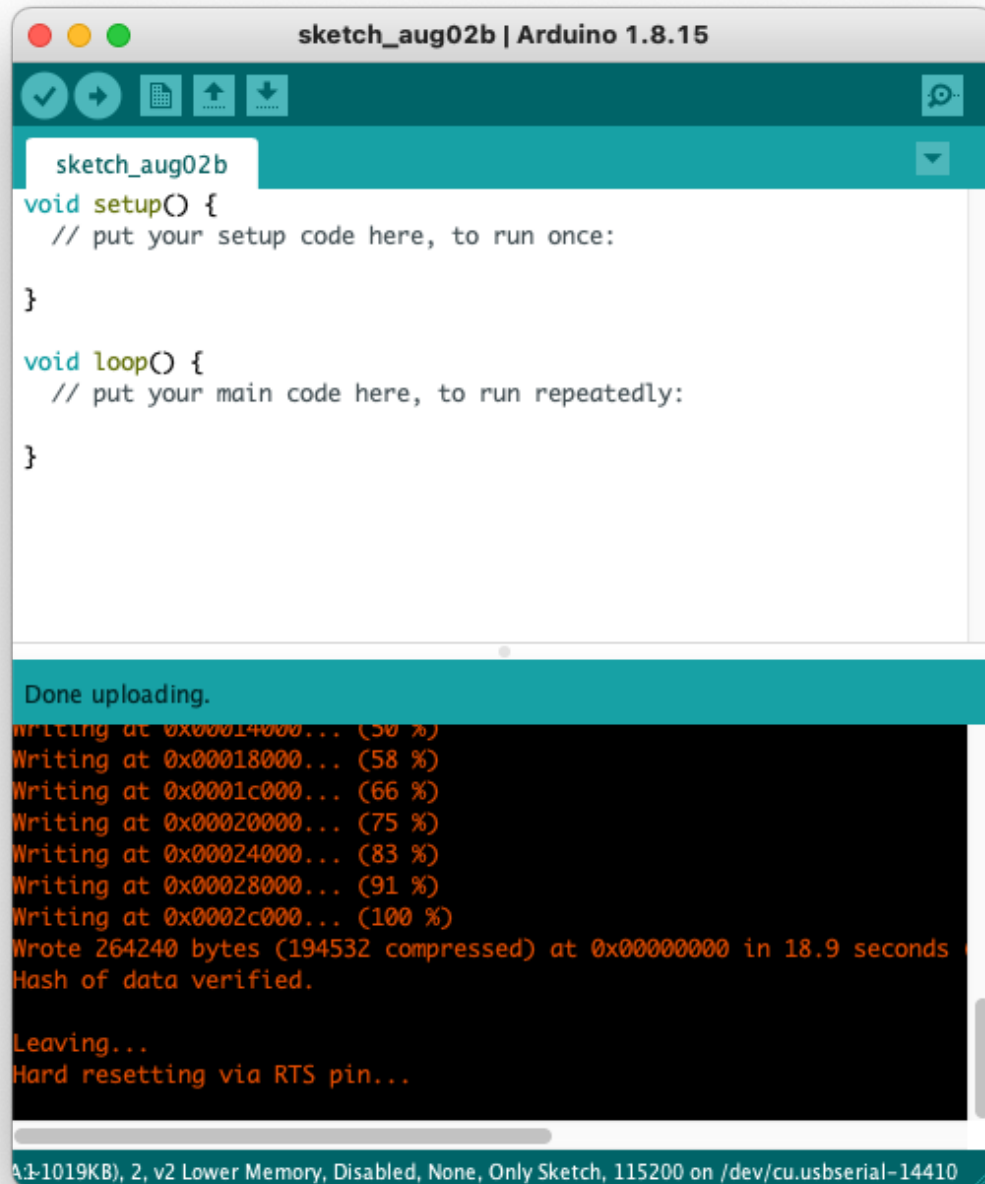 sketch_aug02b | Arduino 1.8.15
sketch_aug02b
void setup() {
  // put your setup code here, to run once:
}
void loop() {
  // put your main code here, to run repeatedly:
}
Done uploading.
Writing at 0x00014000... (50 %)
Writing at 0x00018000... (58 %)
Writing at 0x0001c000... (66 %)
Writing at 0x00020000... (75 %)
Writing at 0x00024000... (83 %)
Writing at 0x00028000... (91 %)
Writing at 0x0002c000... (100 %)
Wrote 264240 bytes (194532 compressed) at 0x00000000 in 18.9 seconds
Hash of data verified.
Leaving...
Hard resetting via RTS pin...
1019KB), 2, v2 Lower Memory, Disabled, None, Only Sketch, 115200 on /dev/cu.usbserial-14410